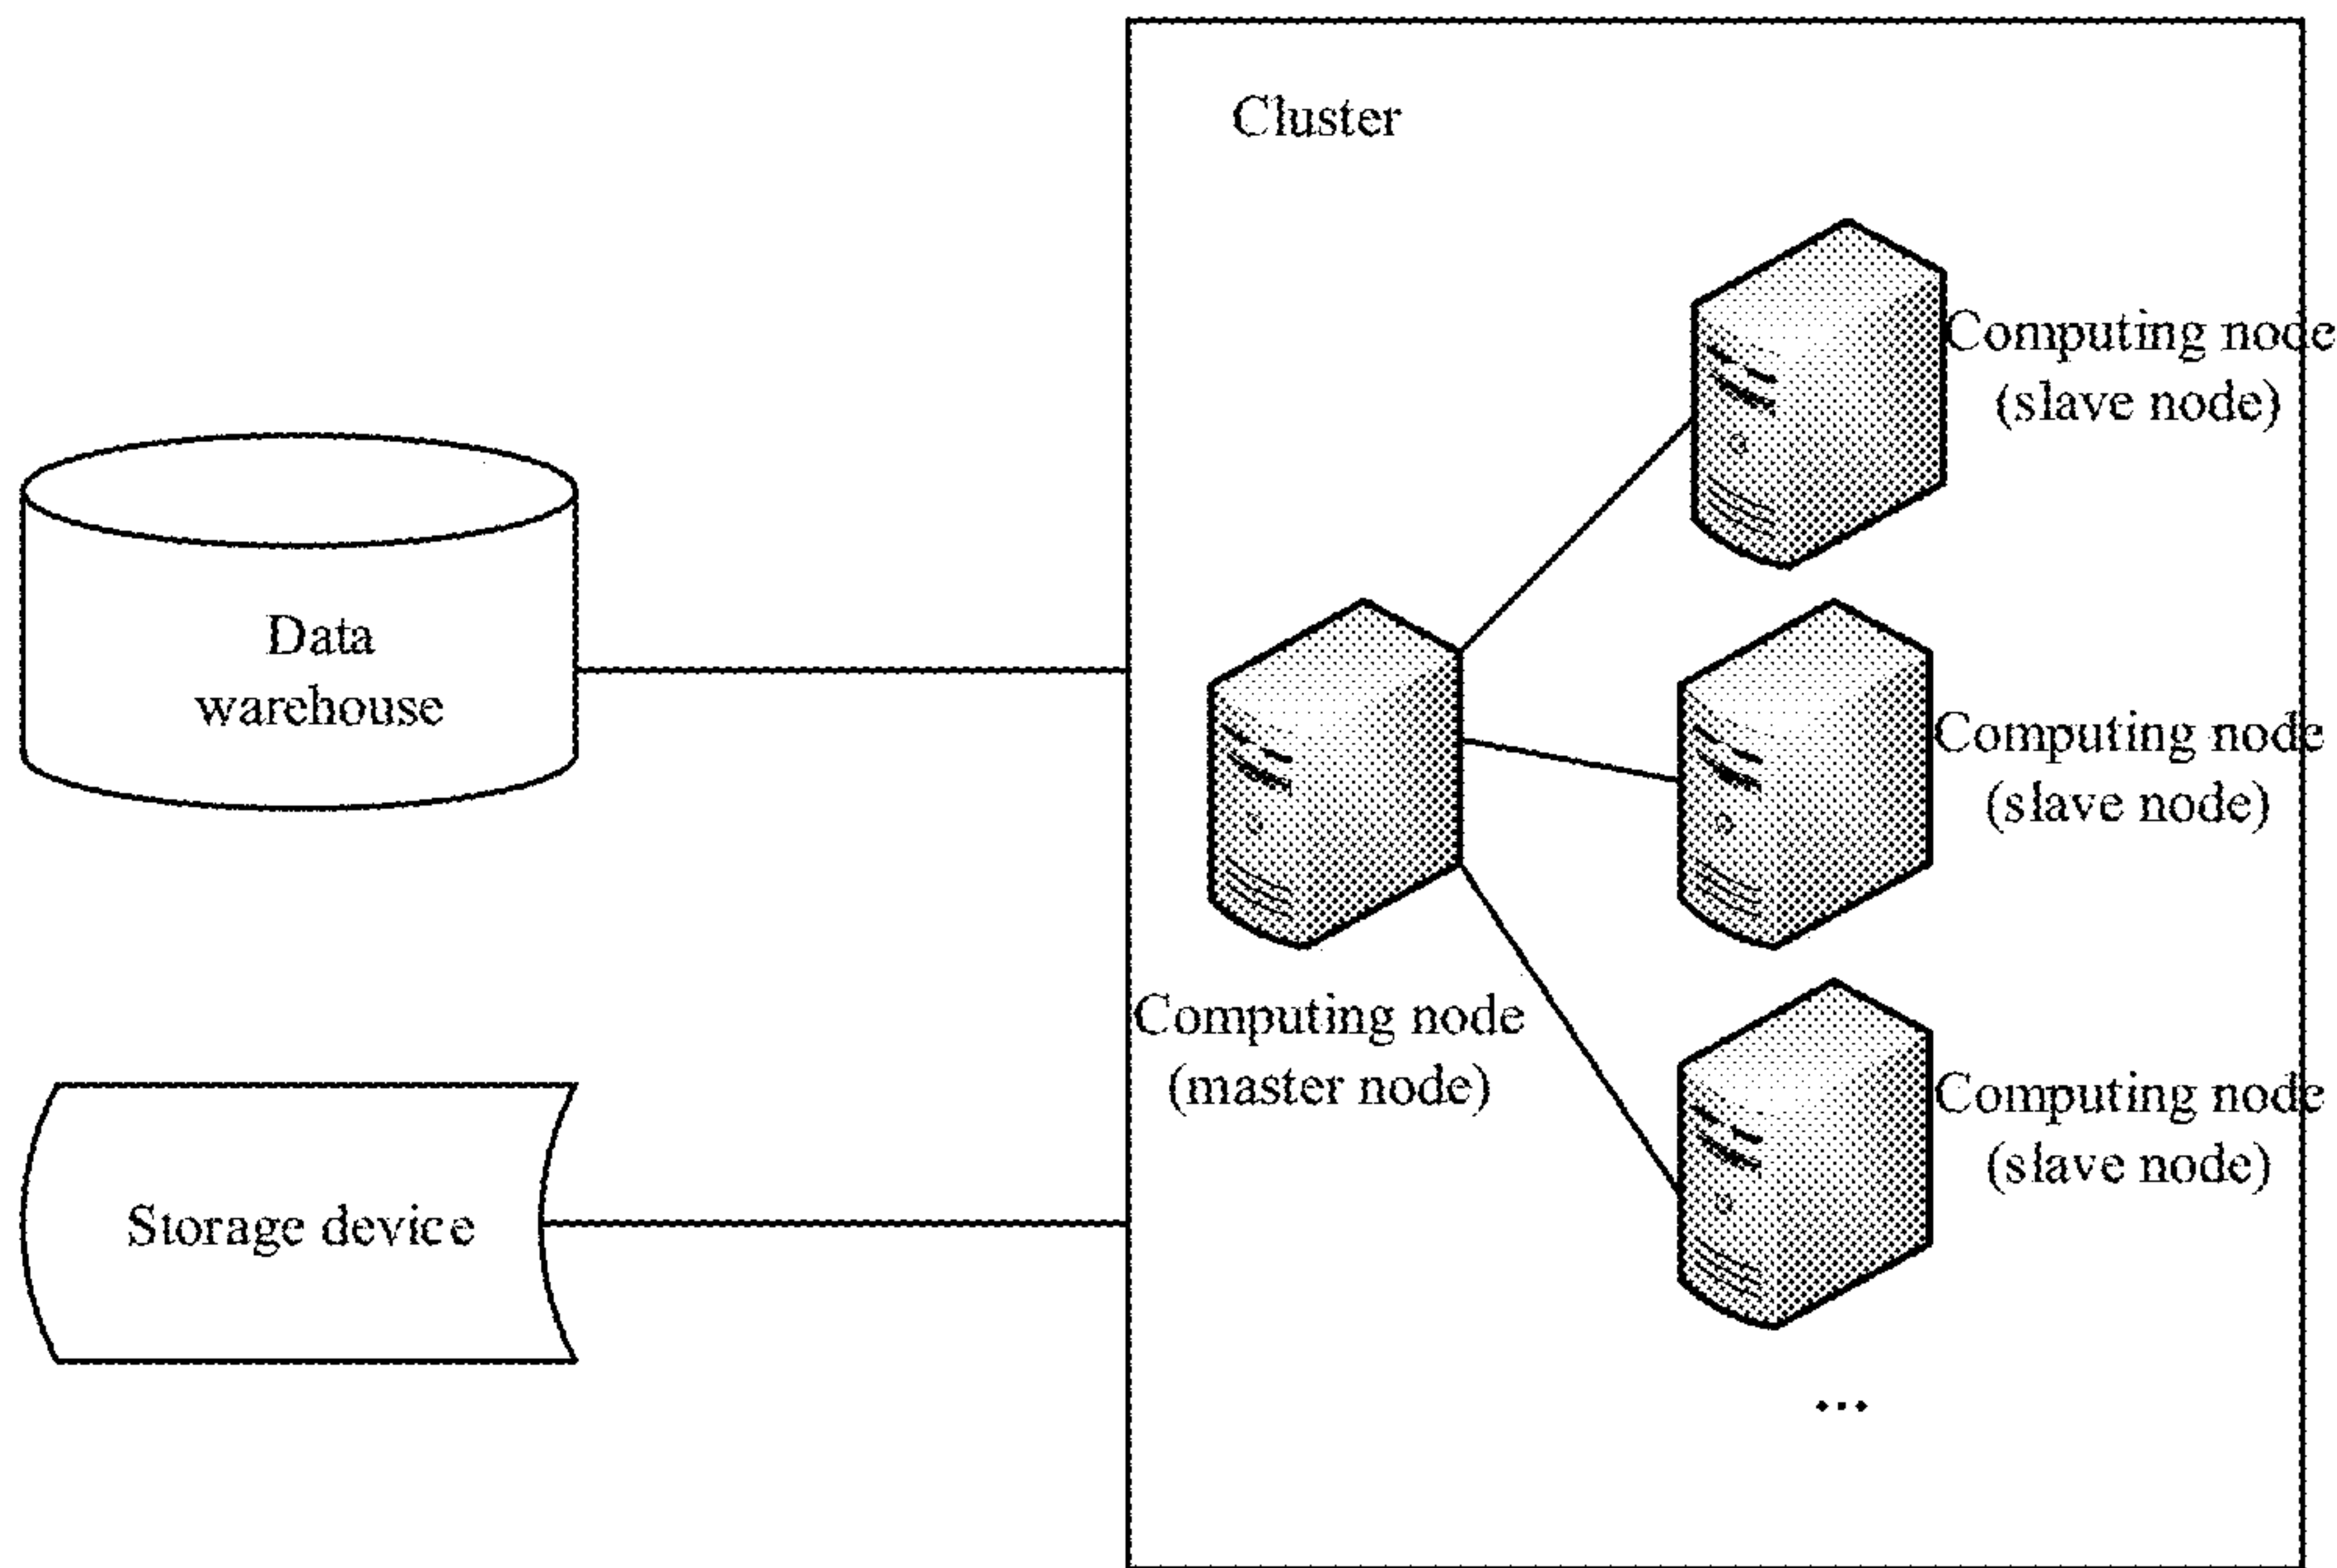 Cluster
Computing node
(slave node)
Data
warehouse
Computing node
(slave node)
Computing node
(master node)
Computing node
(slave node)
Storage device
...